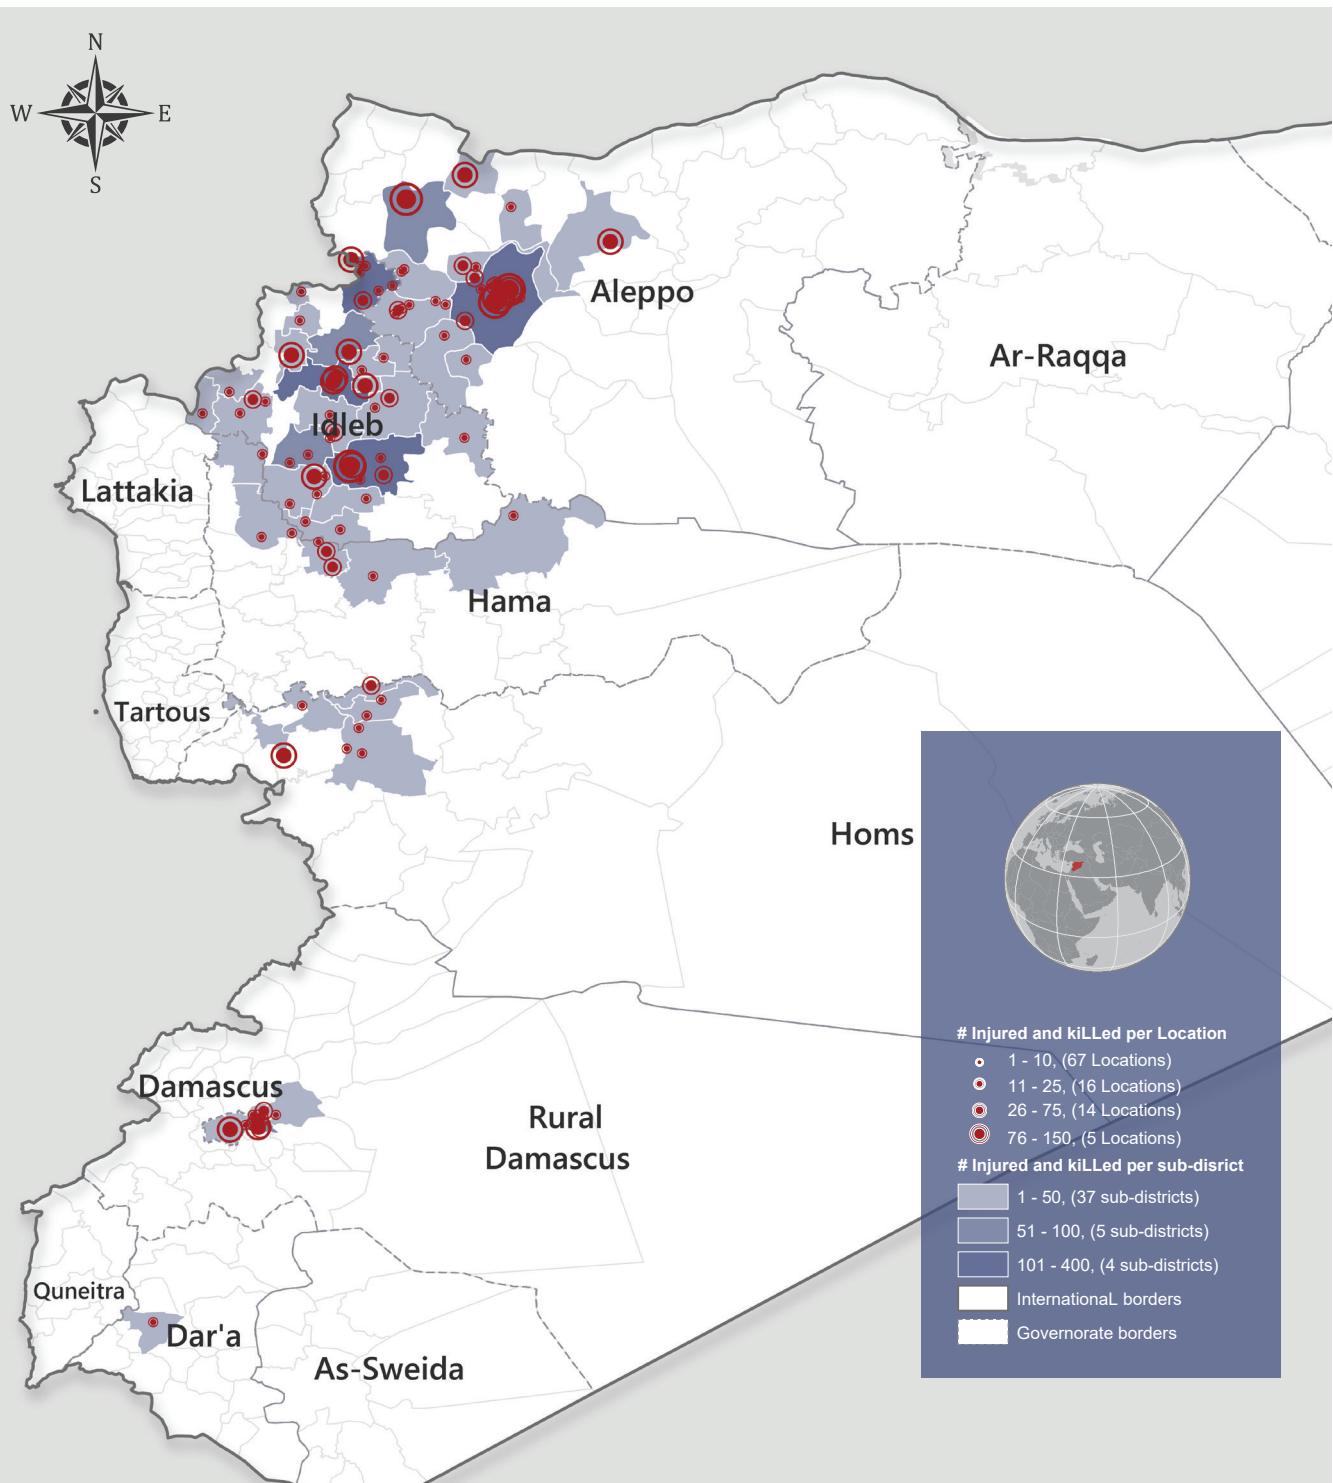 N
W
E
S
Aleppo
Ar-Raqqa
Idleb
Lattakia
Hama
Tartous
Homs
Damascus
Rural
Damascus
Quneitra
Dar'a
As-Sweida
# Injured and kiLLed per Location
1 - 10, (67 Locations)
11 - 25, (16 Locations)
26 - 75, (14 Locations)
76 - 150, (5 Locations)
# Injured and kiLLed per sub-disrict
1 - 50, (37 sub-districts)
51 - 100, (5 sub-districts)
101 - 400, (4 sub-districts)
InternationaL borders
Governorate borders